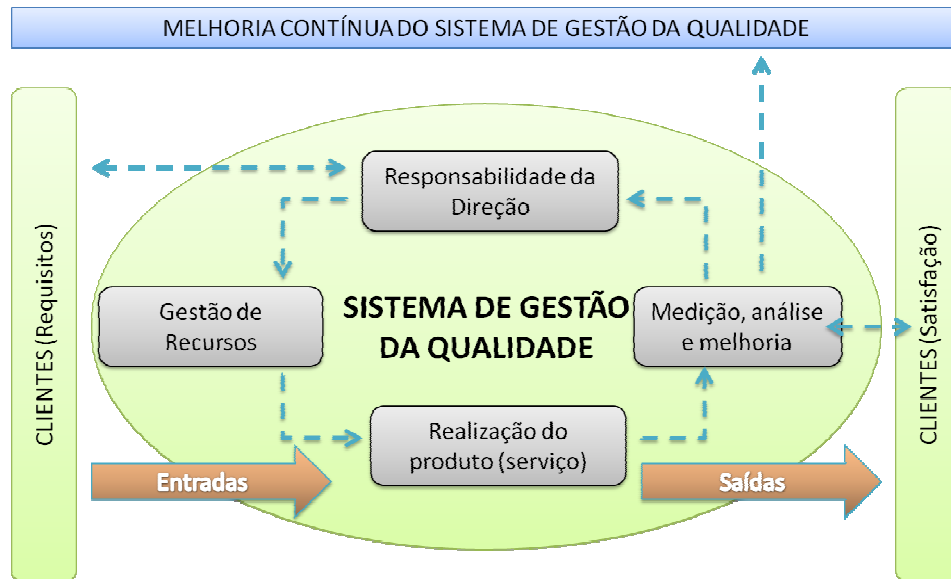 MELHORIA CONTÍNUA DO SISTEMA DE GESTÃO DA QUALIDADE
CLIENTES (Requisitos)
Responsabilidade da
Direção
Gestão de
Recursos
SISTEMA DE GESTÃO
DA QUALIDADE
Medição, análise
e melhoria
Realização do
produto (serviço)
Entradas
Saídas
CLIENTES (Satisfação)